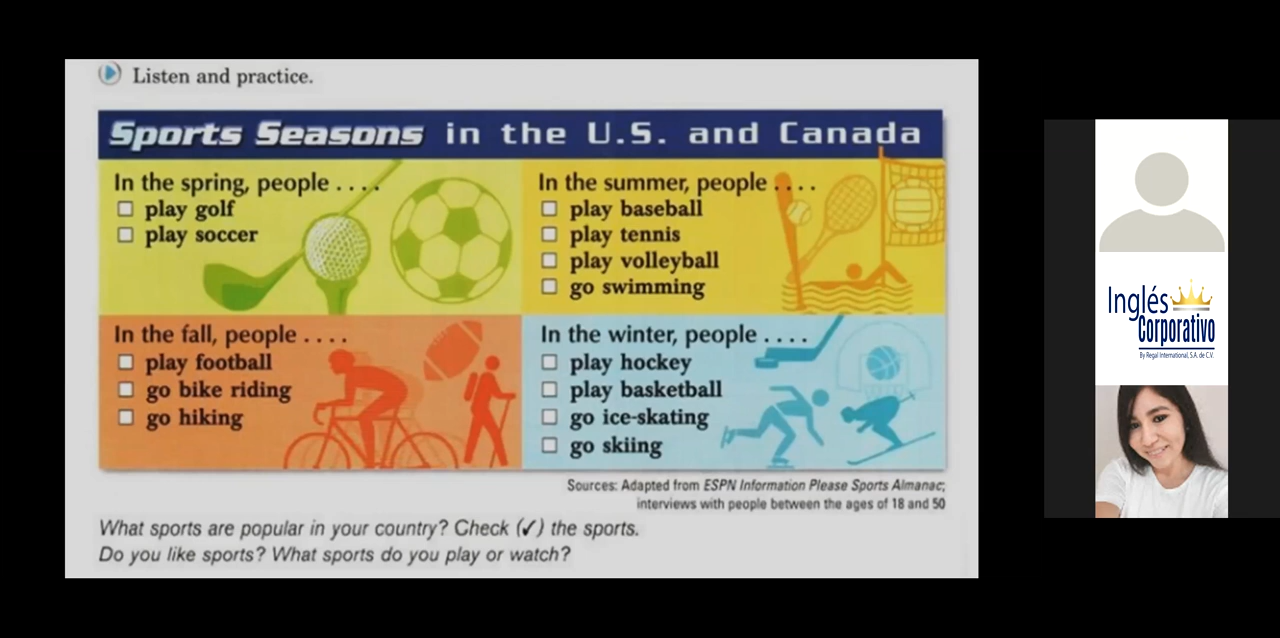 Listen and practice.
Sports Seasons in the U.S. and Canada
In the spring, people . . . .
play golf
play soccer
In the summer, people . . . .
play baseball
play tennis
play volleyball
go swimming
In the fall, people . . . .
play football
go bike riding
go hiking
In the winter, people . . . .
play hockey
play basketball
go ice-skating
go skiing
Sources: Adapted from ESPN Information Please Sports Almanac;
interviews with people between the ages of 18 and 50
What sports are popular in your country? Check (✓) the sports.
Do you like sports? What sports do you play or watch?
Inglés
Corporativo
By Regal International, S.A. de C.V.